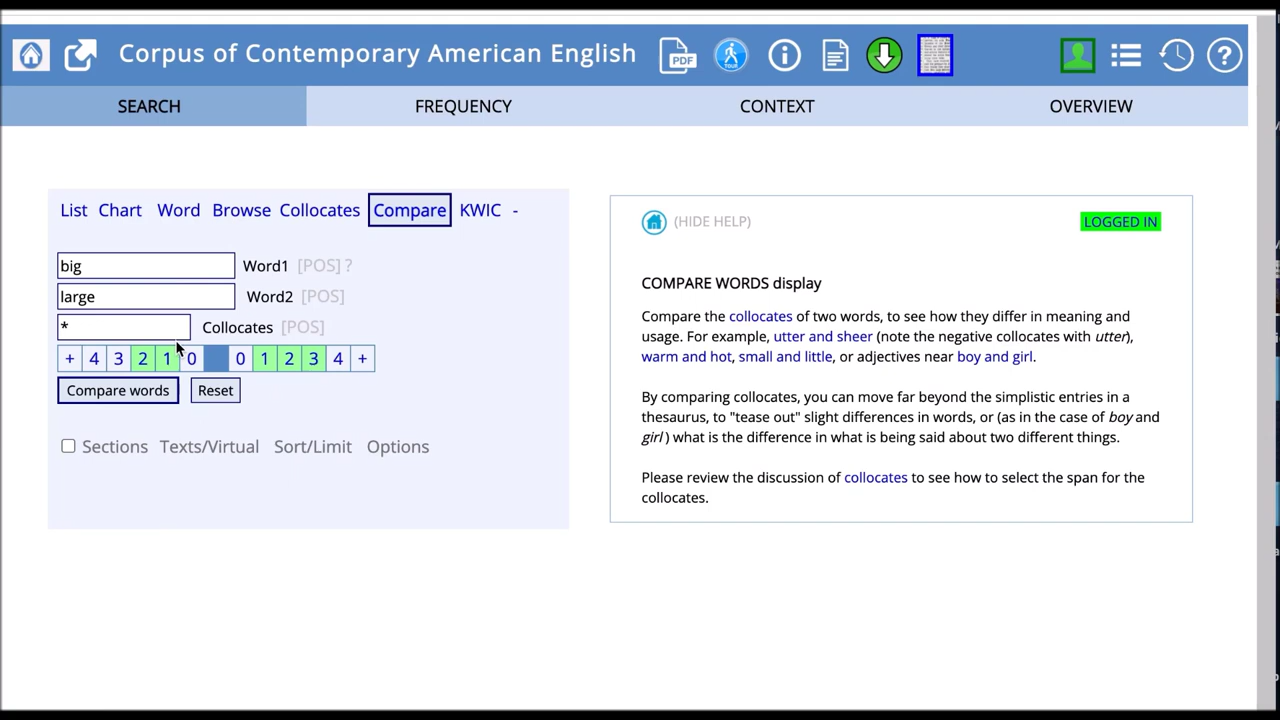 Corpus of Contemporary American English PDF TOUR
SEARCH FREQUENCY CONTEXT OVERVIEW
List Chart Word Browse Collocates Compare KWIC -
big Word1 [POS] ?
large Word2 [POS]
* Collocates [POS]
+ 4 3 2 1 0 0 1 2 3 4 +
Compare words Reset
Sections Texts/Virtual Sort/Limit Options
(HIDE HELP) LOGGED IN
COMPARE WORDS display
Compare the collocates of two words, to see how they differ in meaning and
usage. For example, utter and sheer (note the negative collocates with utter),
warm and hot, small and little, or adjectives near boy and girl.
By comparing collocates, you can move far beyond the simplistic entries in a
thesaurus, to "tease out" slight differences in words, or (as in the case of boy and
girl) what is the difference in what is being said about two different things.
Please review the discussion of collocates to see how to select the span for the
collocates.